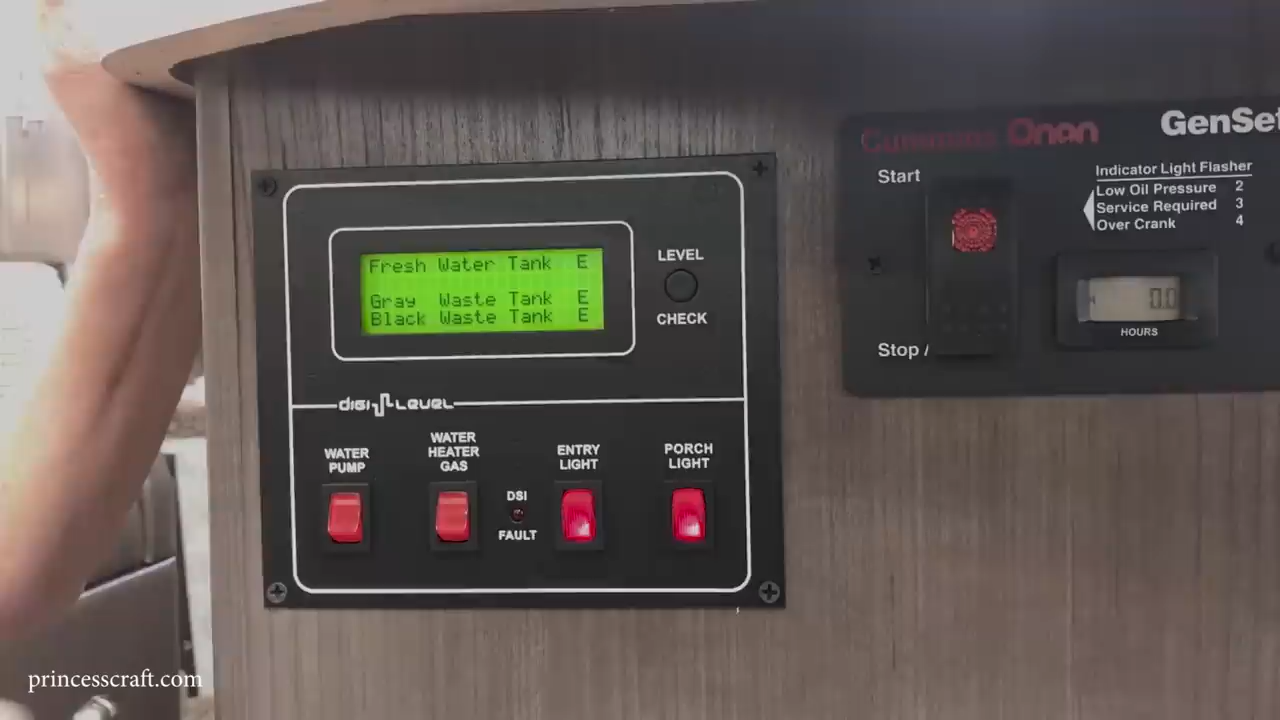 Fresh Water Tank E
Gray Waste Tank E
Black Waste Tank E
LEVEL
CHECK
DIGI LEVEL
WATER
PUMP
WATER
HEATER
GAS
DSI
FAULT
ENTRY
LIGHT
PORCH
LIGHT
Cummins Onan
GenSet
Start
Indicator Light Flasher
Low Oil Pressure 2
Service Required 3
Over Crank 4
0.0
HOURS
Stop /
princesscraft.com